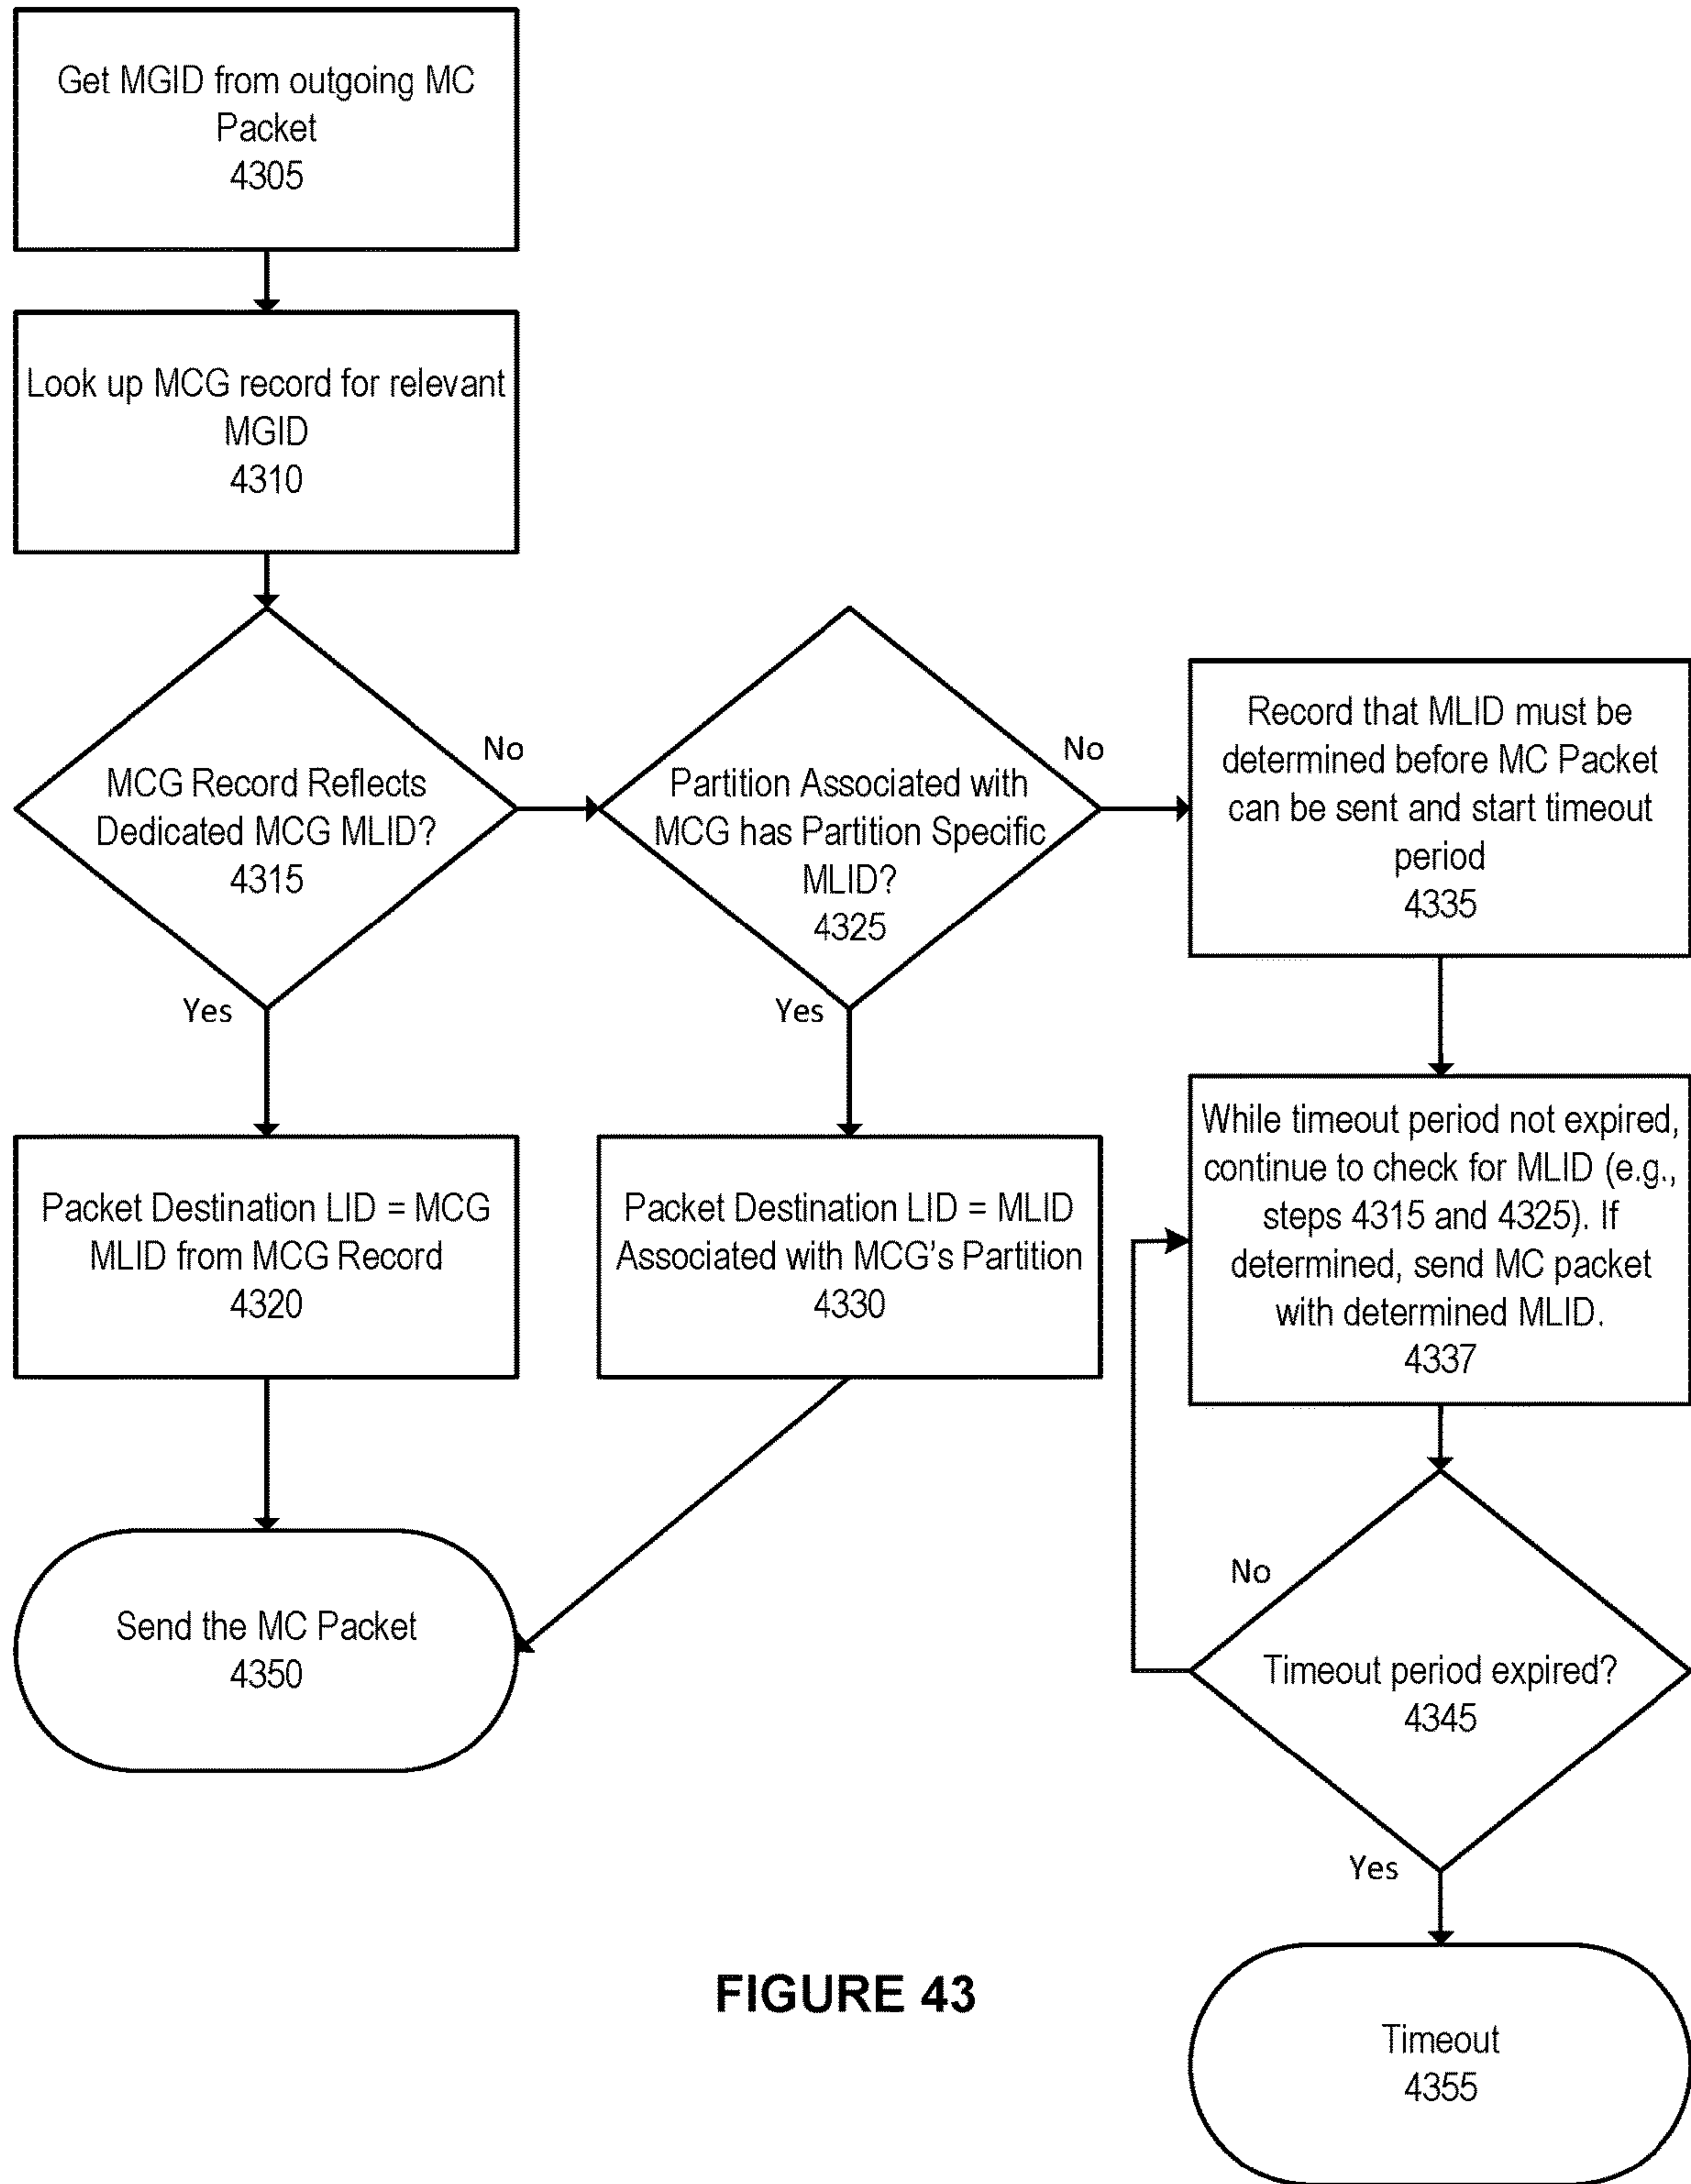 Get MGID from outgoing MC
Packet
4305
Look up MCG record for relevant
MGID
4310
MCG Record Reflects
Dedicated MCG MLID?
4315
No
Yes
Partition Associated with
MCG has Partition Specific
MLID?
4325
No
Yes
Record that MLID must be
determined before MC Packet
can be sent and start timeout
period
4335
Packet Destination LID = MCG
MLID from MCG Record
4320
Packet Destination LID = MLID
Associated with MCG's Partition
4330
While timeout period not expired,
continue to check for MLID (e.g.,
steps 4315 and 4325). If
determined, send MC packet
with determined MLID.
4337
Send the MC Packet
4350
No
Timeout period expired?
4345
Yes
Timeout
4355
FIGURE 43